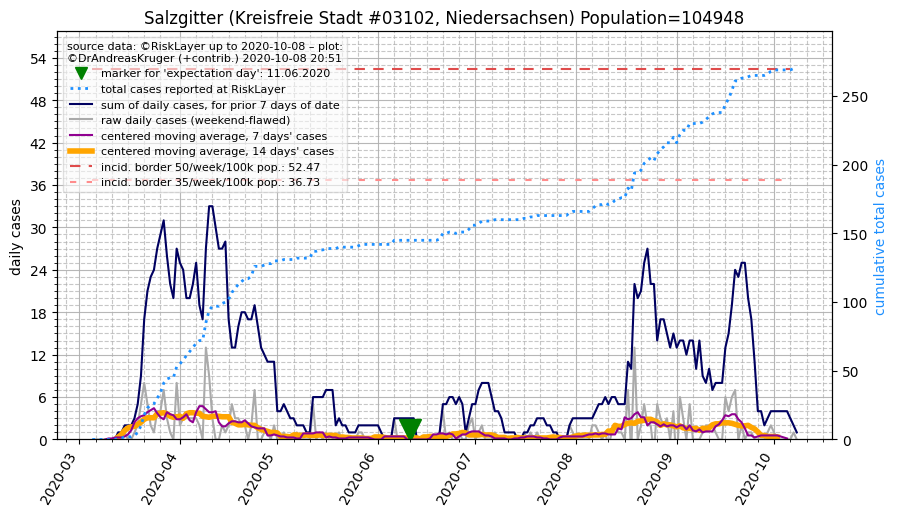 Salzgitter (Kreisfreie Stadt #03102, Niedersachsen) Population=104948
source data: ©RiskLayer up to 2020-10-08 – plot:
©DrAndreasKruger (+contrib.) 2020-10-08 20:51
marker for 'expectation day': 11.06.2020
total cases reported at RiskLayer
sum of daily cases, for prior 7 days of date
raw daily cases (weekend-flawed)
centered moving average, 7 days' cases
centered moving average, 14 days' cases
incid. border 50/week/100k pop.: 52.47
incid. border 35/week/100k pop.: 36.73
daily cases
54
48
42
36
30
24
18
12
6
0
250
200
150
100
50
0
cumulative total cases
2020-03
2020-04
2020-05
2020-06
2020-07
2020-08
2020-09
2020-10